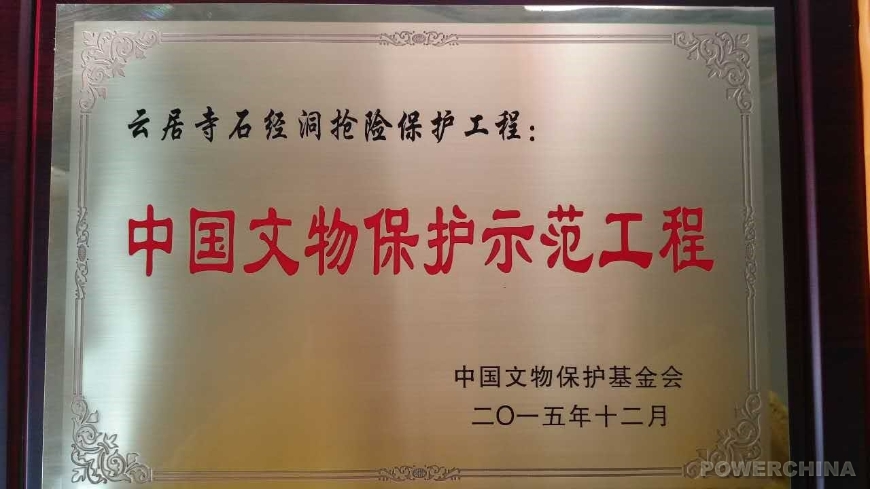 云居寺石经洞抢险保护工程：
中国文物保护示范工程
中国文物保护基金会
二〇一五年十二月
POWERCHINA